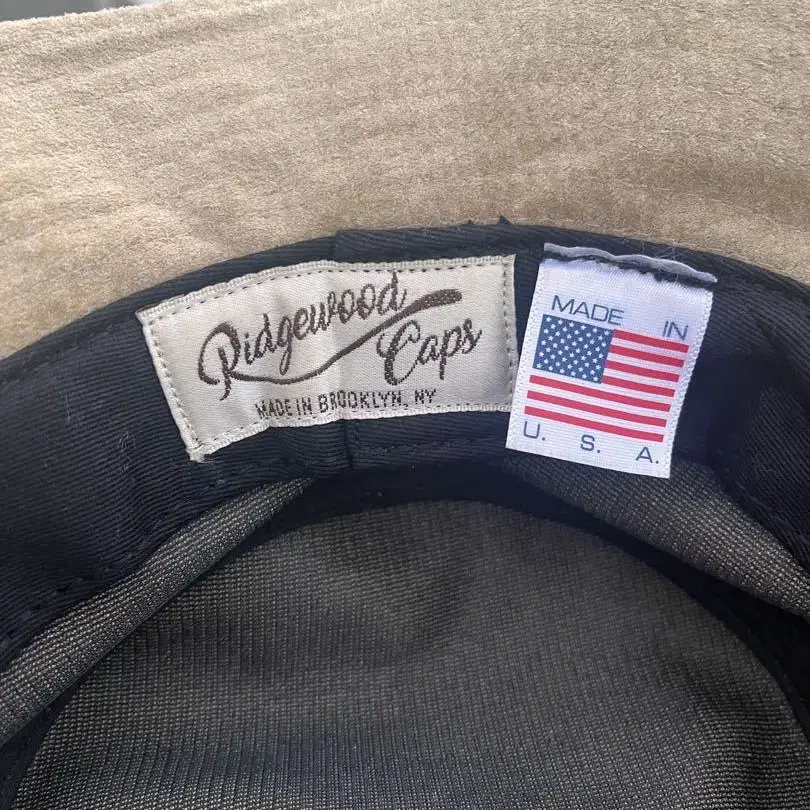 Ridgewood
Caps
MADE IN BROOKLYN, NY
MADE IN
U. S. A.